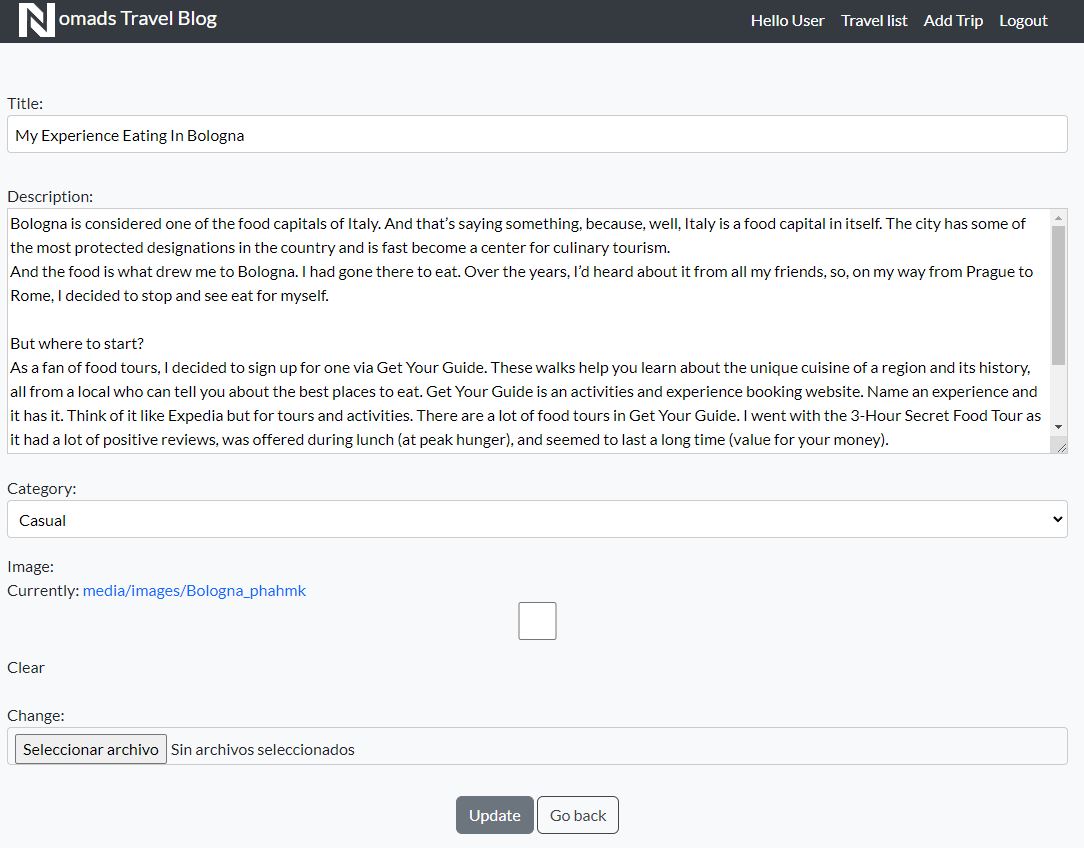 Nomads Travel Blog
Hello User Travel list Add Trip Logout
Title:
My Experience Eating In Bologna
Description:
Bologna is considered one of the food capitals of Italy. And that’s saying something, because, well, Italy is a food capital in itself. The city has some of
the most protected designations in the country and is fast become a center for culinary tourism.
And the food is what drew me to Bologna. I had gone there to eat. Over the years, I’d heard about it from all my friends, so, on my way from Prague to
Rome, I decided to stop and see eat for myself.
But where to start?
As a fan of food tours, I decided to sign up for one via Get Your Guide. These walks help you learn about the unique cuisine of a region and its history,
all from a local who can tell you about the best places to eat. Get Your Guide is an activities and experience booking website. Name an experience and
it has it. Think of it like Expedia but for tours and activities. There are a lot of food tours in Get Your Guide. I went with the 3-Hour Secret Food Tour as
it had a lot of positive reviews, was offered during lunch (at peak hunger), and seemed to last a long time (value for your money).
Category:
Casual
Image:
Currently: media/images/Bologna_phahmk
Clear
Change:
Seleccionar archivo Sin archivos seleccionados
Update Go back